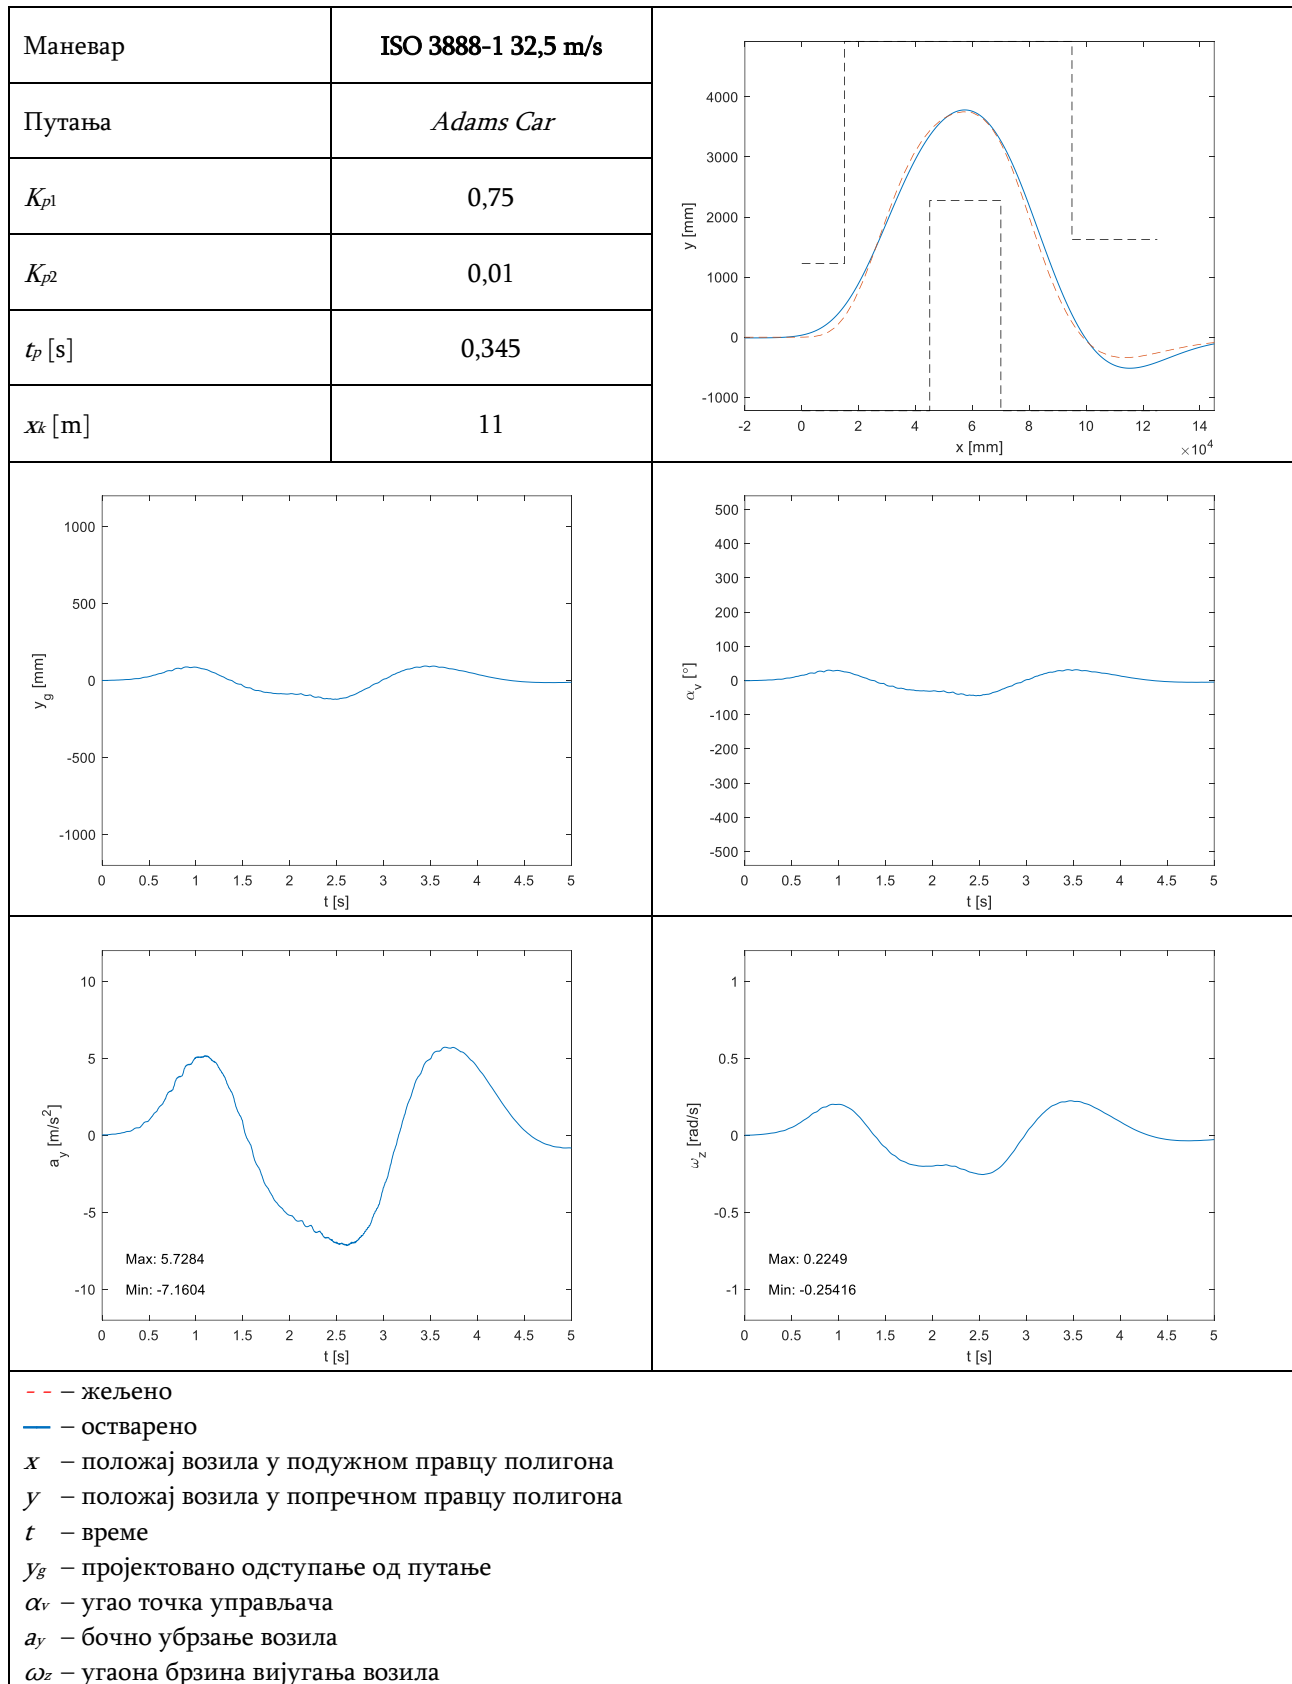 Маневар
ISO 3888-1 32,5 m/s
Путања
Adams Car
Kp1
0,75
Kp2
0,01
tp [s]
0,345
xk [m]
11
4000
3000
2000
1000
0
-1000
y [mm]
-2 0 2 4 6 8 10 12 14
x [mm]
×10^4
1000
500
0
-500
-1000
y_g [mm]
0 0.5 1 1.5 2 2.5 3 3.5 4 4.5 5
t [s]
500
400
300
200
100
0
-100
-200
-300
-400
-500
α_v [°]
0 0.5 1 1.5 2 2.5 3 3.5 4 4.5 5
t [s]
10
5
0
-5
-10
a_y [m/s^2]
Max: 5.7284
Min: -7.1604
0 0.5 1 1.5 2 2.5 3 3.5 4 4.5 5
t [s]
1
0.5
0
-0.5
-1
ω_z [rad/s]
Max: 0.2249
Min: -0.25416
0 0.5 1 1.5 2 2.5 3 3.5 4 4.5 5
t [s]
– жељено
– остварено
x – положај возила у подужном правцу полигона
y – положај возила у попречном правцу полигона
t – време
yg – пројектовано одступање од путање
αv – угао точка управљача
ay – бочно убрзање возила
ωz – угаона брзина вијугања возила